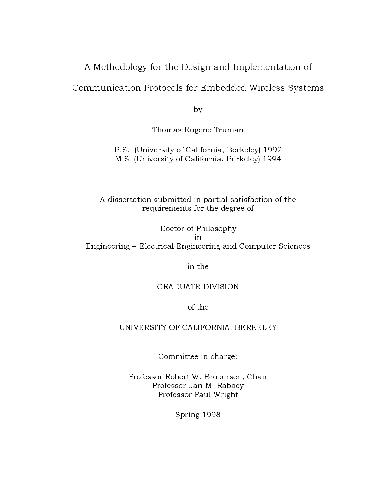 A Methodology for the Design and Implementation of
Communication Protocols for Embedded Wireless Systems
by
Thomas Eugene Truman
B.S. (University of California, Berkeley) 1992
M.S. (University of California, Berkeley) 1994
A dissertation submitted in partial satisfaction of the
requirements for the degree of
Doctor of Philosophy
in
Engineering - Electrical Engineering and Computer Sciences
in the
GRADUATE DIVISION
of the
UNIVERSITY OF CALIFORNIA, BERKELEY
Committee in charge:
Professor Robert W. Brodersen, Chair
Professor Jan M. Rabaey
Professor Paul Wright
Spring 1998